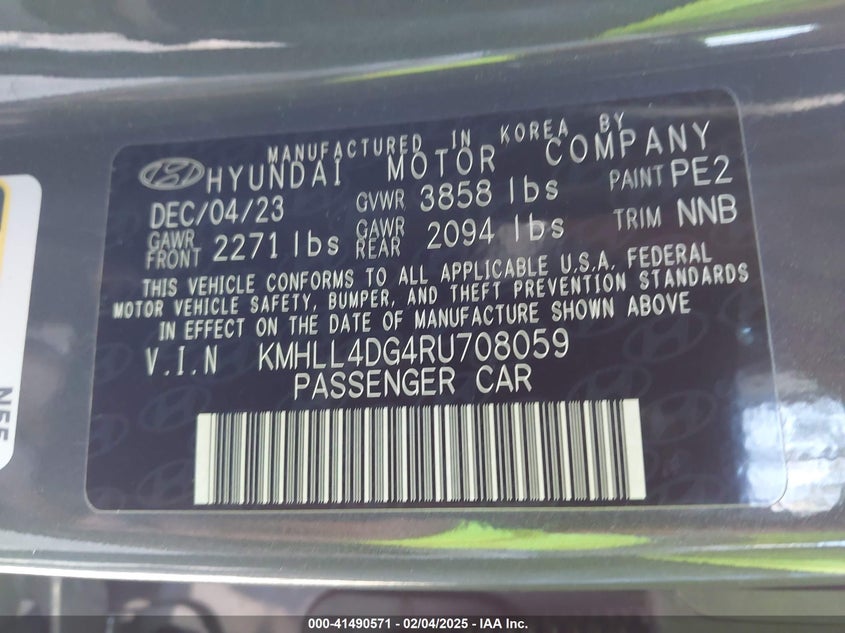 MANUFACTURED IN KOREA BY
HYUNDAI MOTOR COMPANY
DEC/04/23 GVWR 3858 lbs PAINT PE2
GAWR FRONT 2271 lbs GAWR REAR 2094 lbs TRIM NNB
THIS VEHICLE CONFORMS TO ALL APPLICABLE U.S.A. FEDERAL
MOTOR VEHICLE SAFETY, BUMPER, AND THEFT PREVENTION STANDARDS
IN EFFECT ON THE DATE OF MANUFACTURE SHOWN ABOVE
V.I.N KMHLL4DG4RU708059
PASSENGER CAR
N55
000-41490571 - 02/04/2025 - IAA Inc.